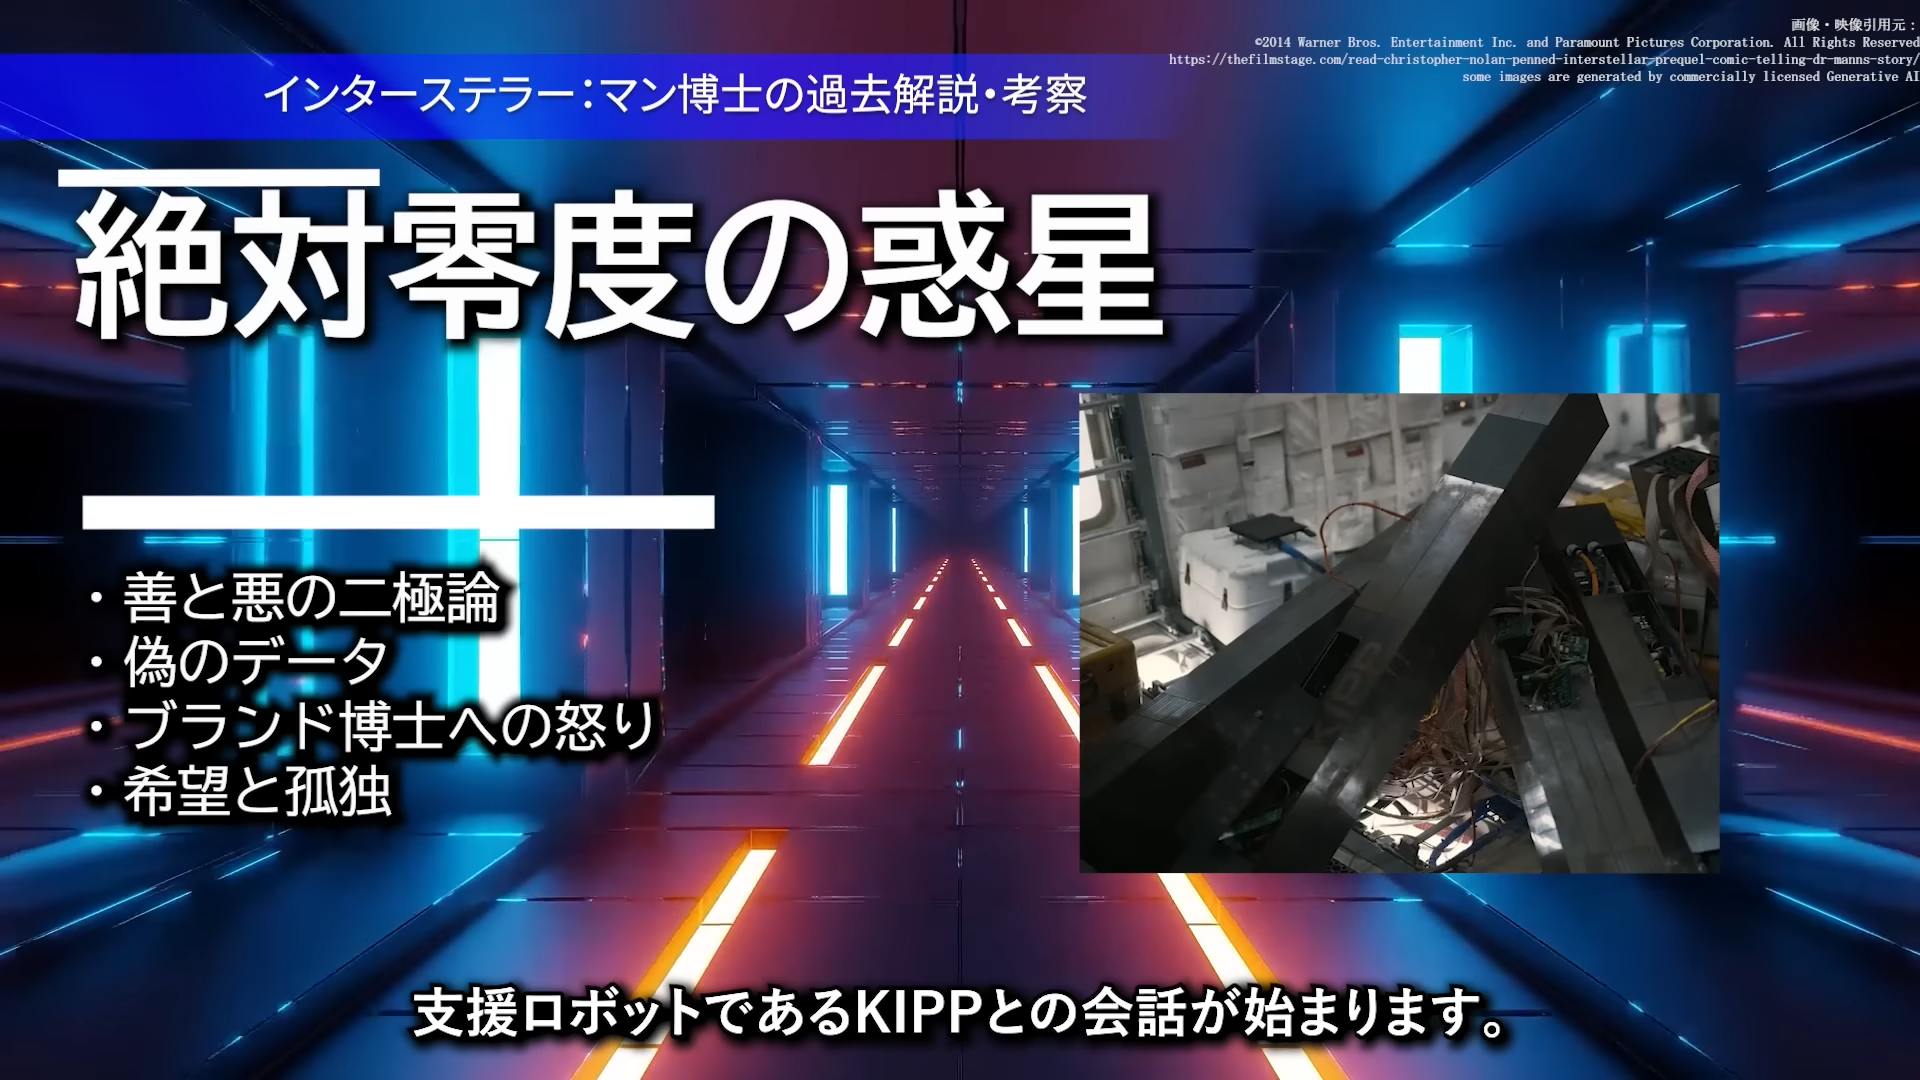 画像・映像引用元：
©2014 Warner Bros. Entertainment Inc. and Paramount Pictures Corporation. All Rights Reserved
https://thefilmstage.com/read-christopher-nolan-penned-interstellar-prequel-comic-telling-dr-manns-story/
some images are generated by commercially licensed Generative AI
インターステラー：マン博士の過去解説・考察
絶対零度の惑星
・善と悪の二極論
・偽のデータ
・ブランド博士への怒り
・希望と孤独
支援ロボットであるKIPPとの会話が始まります。